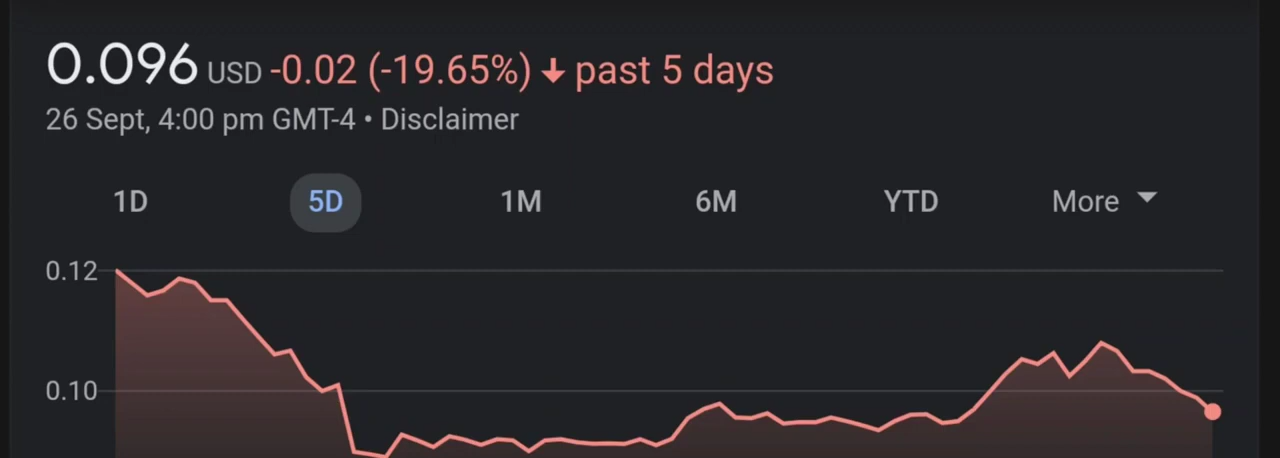 0.096 USD -0.02 (-19.65%) ↓ past 5 days
26 Sept, 4:00 pm GMT-4 • Disclaimer
1D 5D 1M 6M YTD More
0.12
0.10